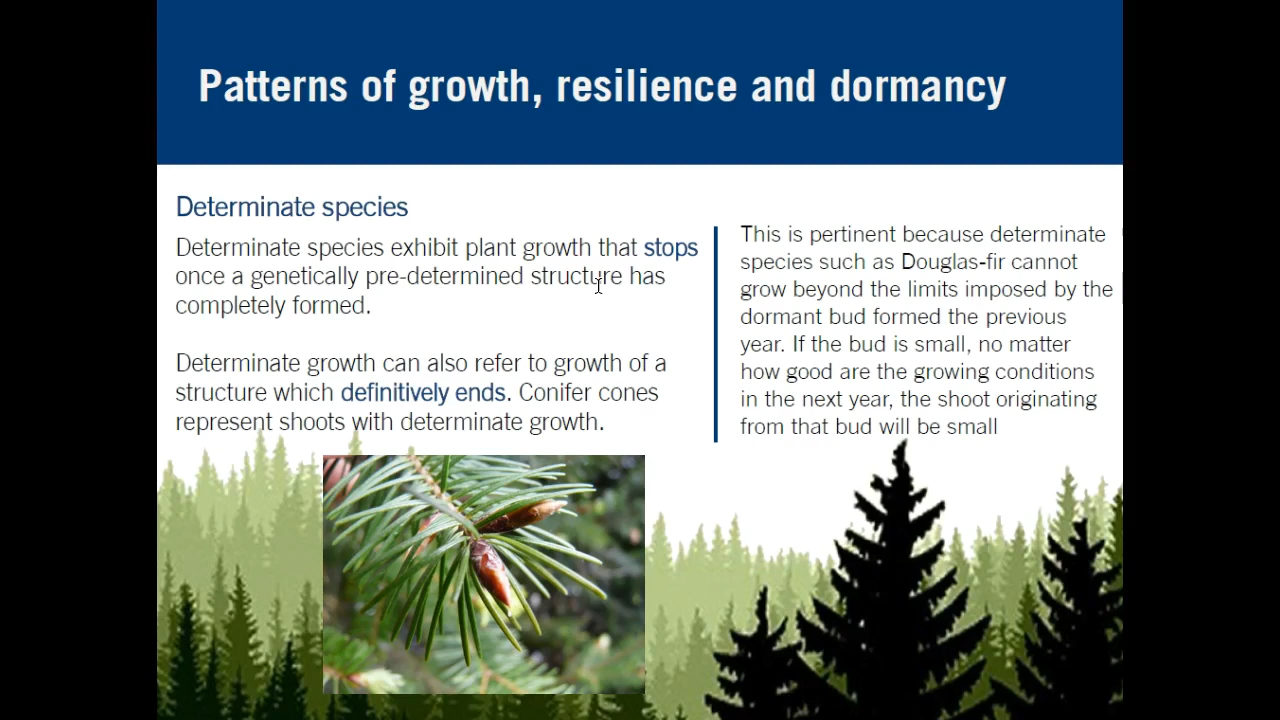 Patterns of growth, resilience and dormancy
Determinate species
Determinate species exhibit plant growth that stops
once a genetically pre-determined structure has
completely formed.
Determinate growth can also refer to growth of a
structure which definitively ends. Conifer cones
represent shoots with determinate growth.
This is pertinent because determinate
species such as Douglas-fir cannot
grow beyond the limits imposed by the
dormant bud formed the previous
year. If the bud is small, no matter
how good are the growing conditions
in the next year, the shoot originating
from that bud will be small